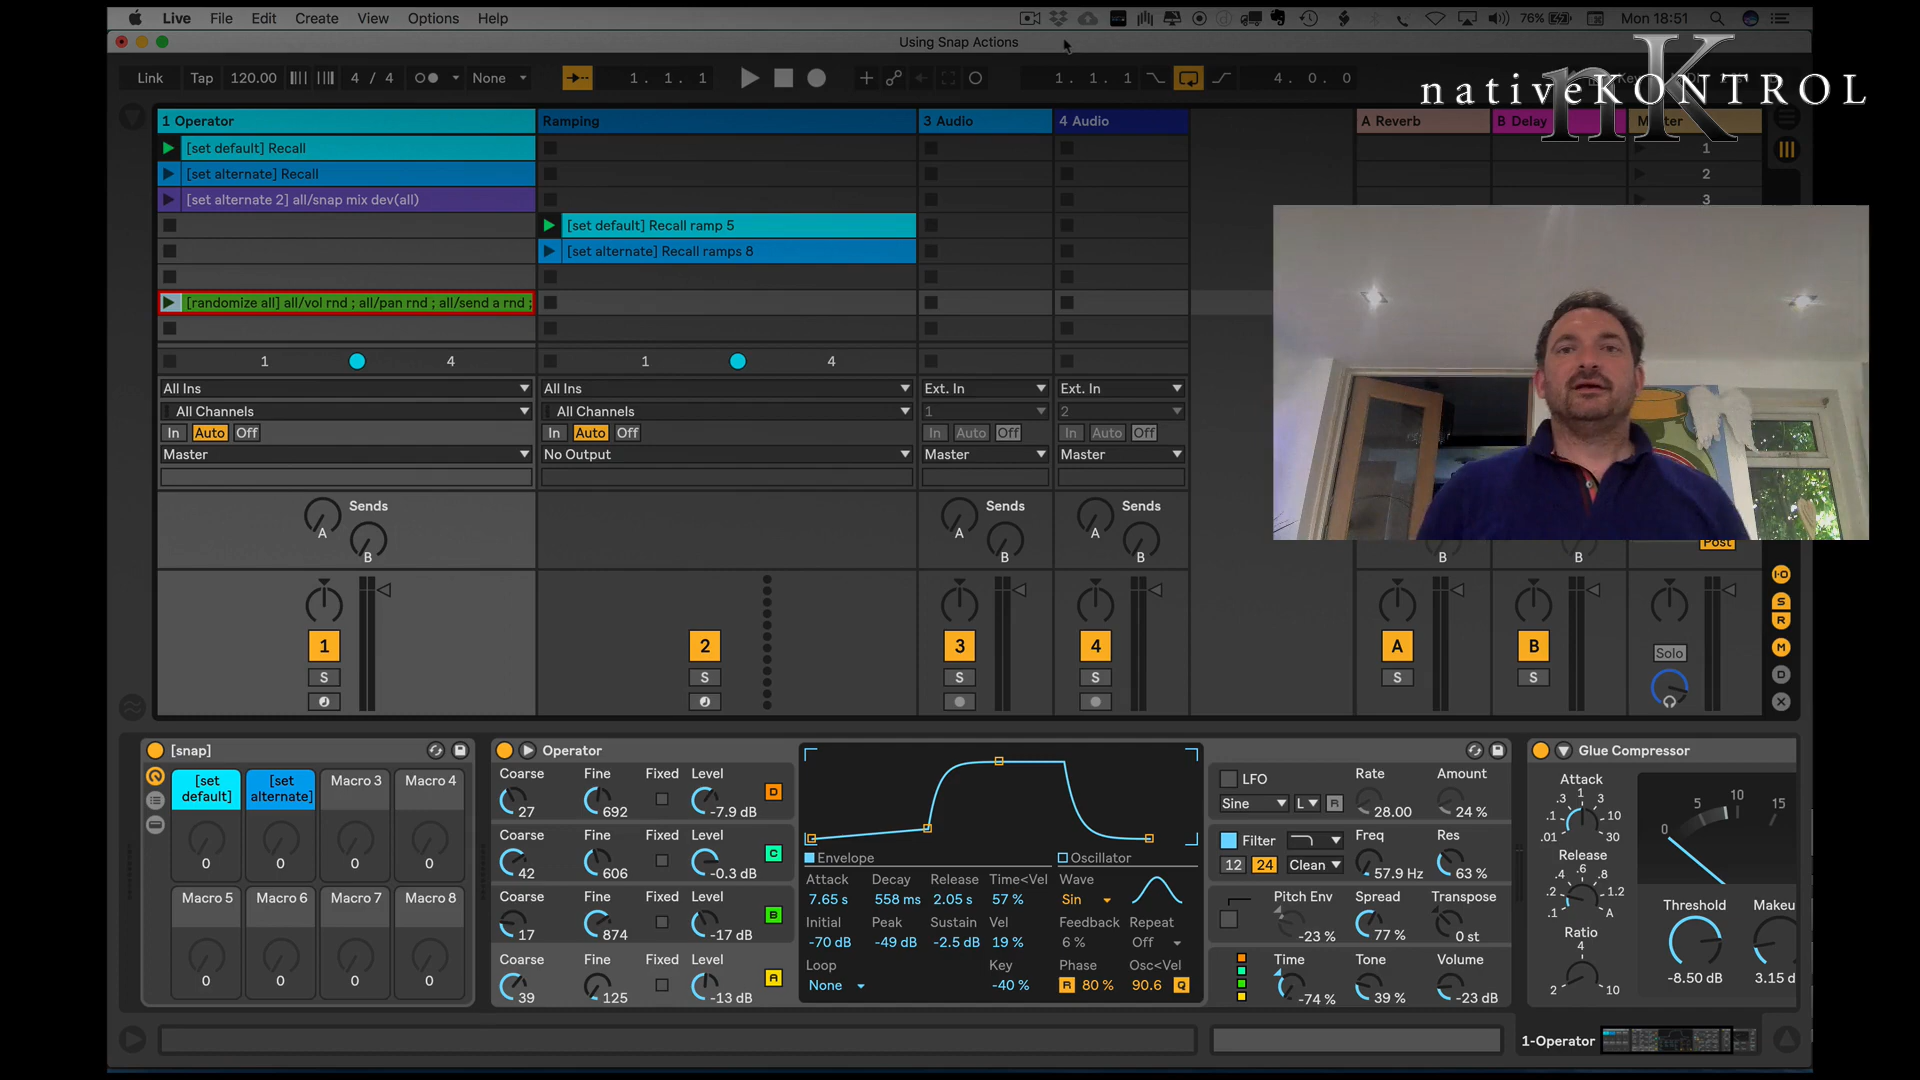 Live File Edit Create View Options Help 76% Mon 18:51
Using Snap Actions
Link Tap 120.00 4 / 4 None 1. 1. 1 1. 1. 1 4. 0. 0
nativeKONTROL
1 Operator Ramping 3 Audio 4 Audio A Reverb B Delay Master
[set default] Recall 1
[set alternate] Recall 2
[set alternate 2] all/snap mix dev(all) 3
[set default] Recall ramp 5
[set alternate] Recall ramps 8
[randomize all] all/vol rnd ; all/pan rnd ; all/send a rnd ;
1 4 1 4
All Ins All Ins Ext. In Ext. In
All Channels All Channels 1 2
In Auto Off In Auto Off In Auto Off In Auto Off
Master No Output Master Master
Sends Sends Sends
A A A
B B B B B
Post
I·O
S
R
1 2 3 4 A B M
S S S S S S Solo
D
X
[snap] Operator Glue Compressor
[set default] [set alternate] Macro 3 Macro 4
0 0 0 0
Macro 5 Macro 6 Macro 7 Macro 8
0 0 0 0
Coarse Fine Fixed Level
27 692 -7.9 dB D
Coarse Fine Fixed Level
42 606 -0.3 dB C
Coarse Fine Fixed Level
17 874 -17 dB B
Coarse Fine Fixed Level
39 125 -13 dB A
Envelope Oscillator
Attack Decay Release Time<Vel Wave
7.65 s 558 ms 2.05 s 57 % Sin
Initial Peak Sustain Vel Feedback Repeat
-70 dB -49 dB -2.5 dB 19 % 6 % Off
Loop Key Phase Osc<Vel
None -40 % R 80 % 90.6 Q
LFO Rate Amount
Sine L R 28.00 24 %
Filter Freq Res
12 24 Clean 57.9 Hz 63 %
Pitch Env Spread Transpose
-23 % 77 % 0 st
Time Tone Volume
-74 % 39 % -23 dB
Attack
.01 .1 .3 1 3 10 30
Release
.1 .2 .4 .6 .8 1.2 A
Ratio
2 4 10
0 5 10 15
Threshold Makeu
-8.50 dB 3.15 d
1-Operator